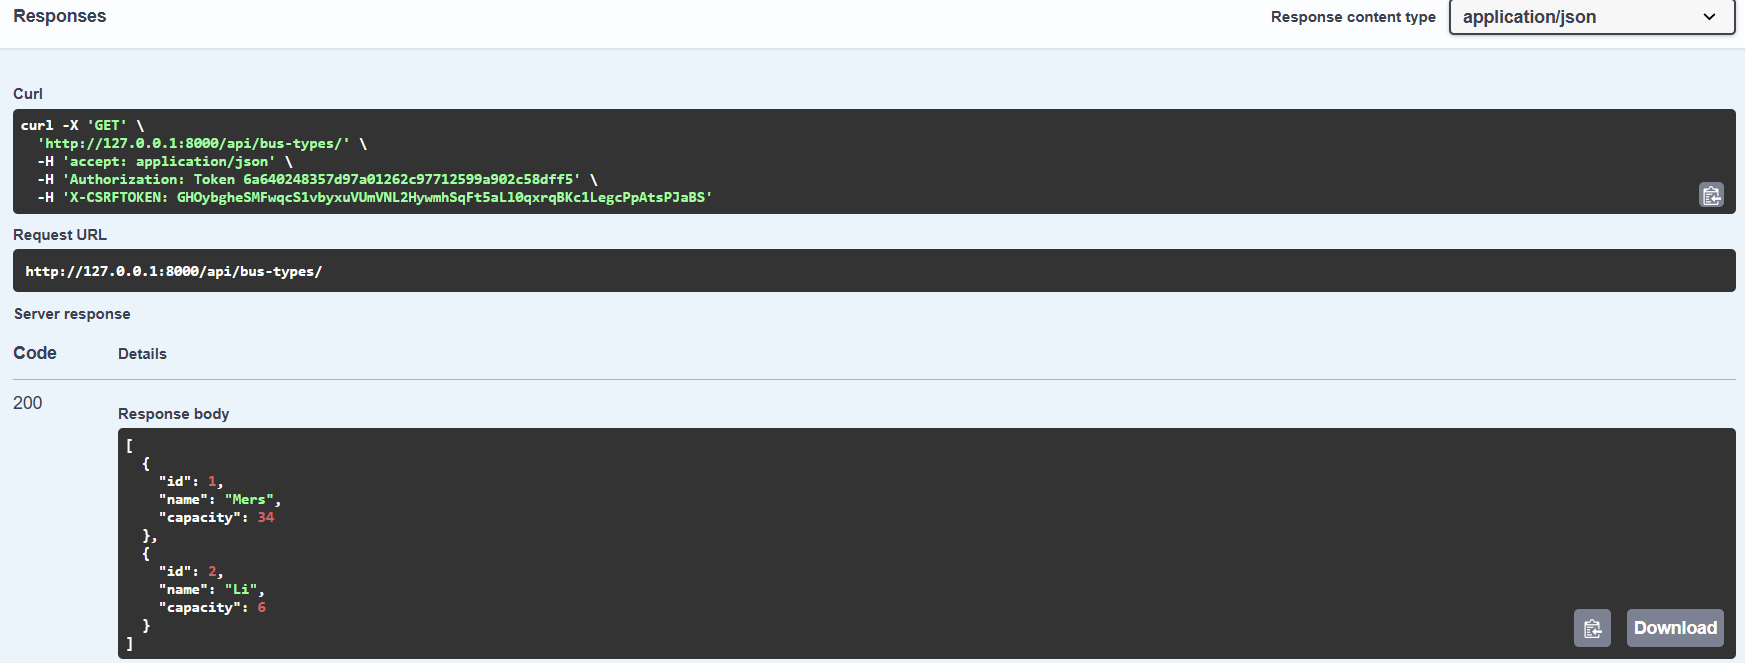 Responses
Response content type
application/json
Curl
curl -X 'GET' \
'http://127.0.0.1:8000/api/bus-types/' \
-H 'accept: application/json' \
-H 'Authorization: Token 6a640248357d97a01262c97712599a902c58dff5' \
-H 'X-CSRFTOKEN: GHOybgheSMFwqcS1vbyxuVUmVNL2HywmhSqFt5aLl0qxrqBKc1LegcPpAtsPJaBS'
Request URL
http://127.0.0.1:8000/api/bus-types/
Server response
Code
Details
200
Response body
[
{
"id": 1,
"name": "Mers",
"capacity": 34
},
{
"id": 2,
"name": "Li",
"capacity": 6
}
]
Download